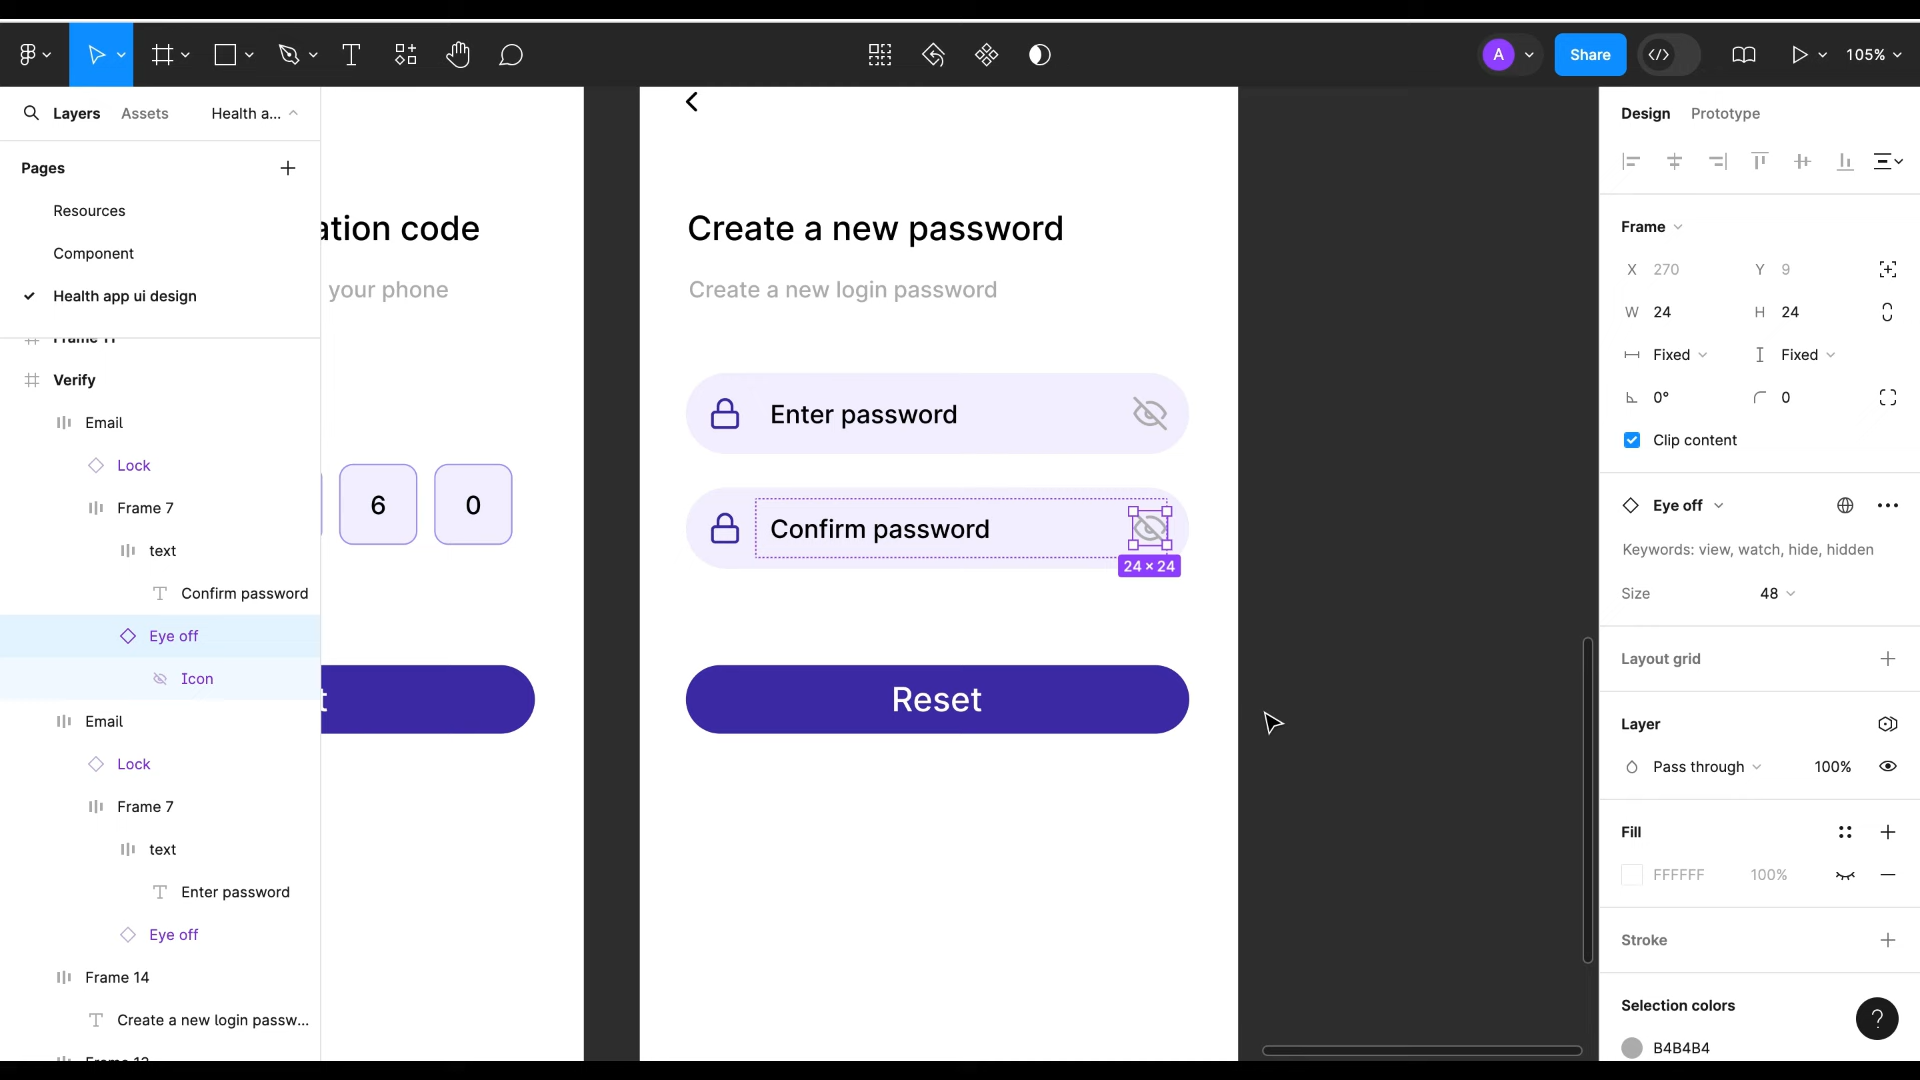 A
Share
105%
Layers
Assets
Health a...
Pages
Resources
Component
Health app ui design
Verify
Email
Lock
Frame 7
text
Confirm password
Eye off
Icon
Email
Lock
Frame 7
text
Enter password
Eye off
Frame 14
Create a new login passw...
ation code
your phone
6
0
t
Create a new password
Create a new login password
Enter password
Confirm password
24 × 24
Reset
Design
Prototype
Frame
X 270 Y 9
W 24 H 24
Fixed Fixed
0° 0
Clip content
Eye off
Keywords: view, watch, hide, hidden
Size 48
Layout grid
Layer
Pass through 100%
Fill
FFFFFF 100%
Stroke
Selection colors
B4B4B4
?